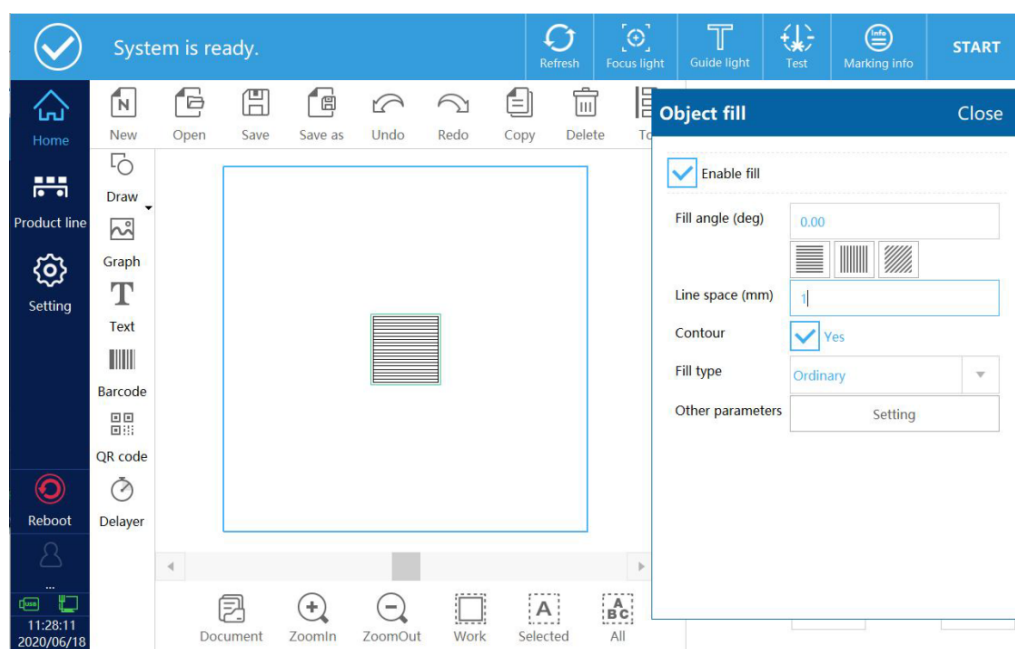 System is ready.
Refresh
Focus light
Guide light
Test
Info
Marking info
START
Home
Product line
Setting
Reboot
...
11:28:11
2020/06/18
N
New
Open
Save
Save as
Undo
Redo
Copy
Delete
Draw
Graph
T
Text
Barcode
QR code
Delayer
Object fill
Close
Enable fill
Fill angle (deg)
0.00
Line space (mm)
1
Contour
Yes
Fill type
Ordinary
Other parameters
Setting
Document
ZoomIn
ZoomOut
Work
A
Selected
A
B C
All